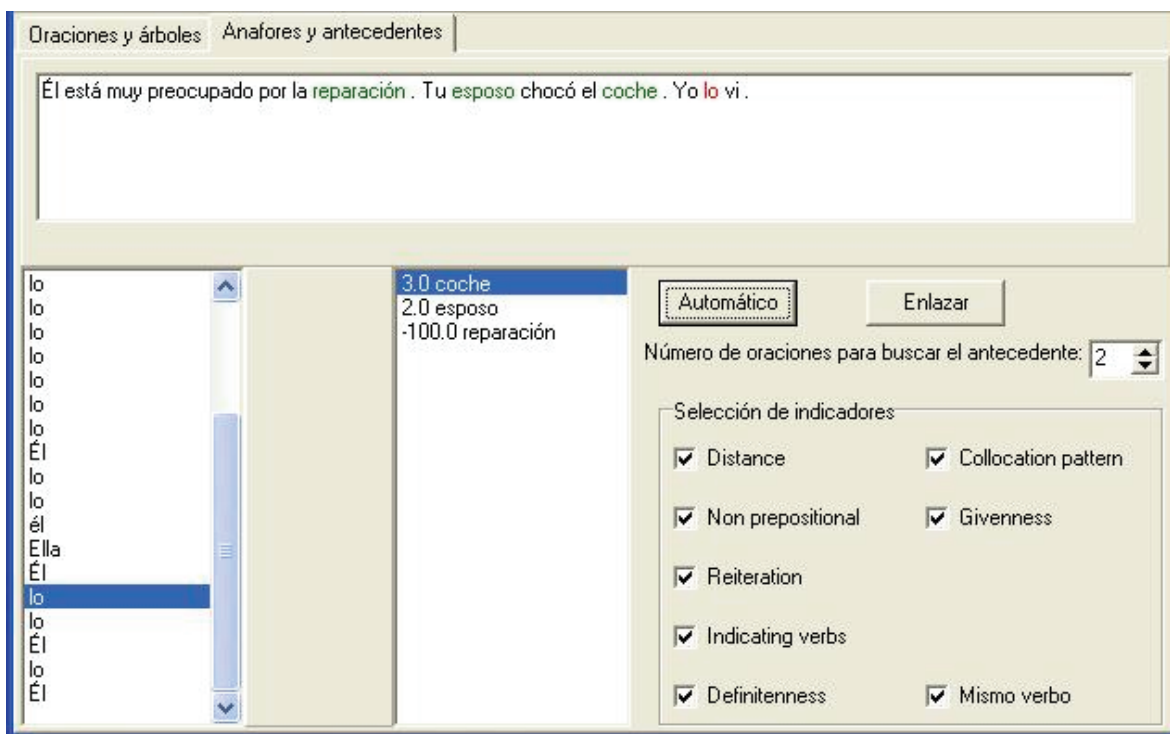 Oraciones y árboles Anafores y antecedentes
Él está muy preocupado por la reparación . Tu esposo chocó el coche . Yo lo vi .
lo
lo
lo
lo
lo
lo
lo
Él
lo
lo
él
Ella
Él
lo
lo
Él
lo
Él
3.0 coche
2.0 esposo
-100.0 reparación
Automático Enlazar
Número de oraciones para buscar el antecedente: 2
Selección de indicadores
Distance Collocation pattern
Non prepositional Givenness
Reiteration
Indicating verbs
Definitenness Mismo verbo